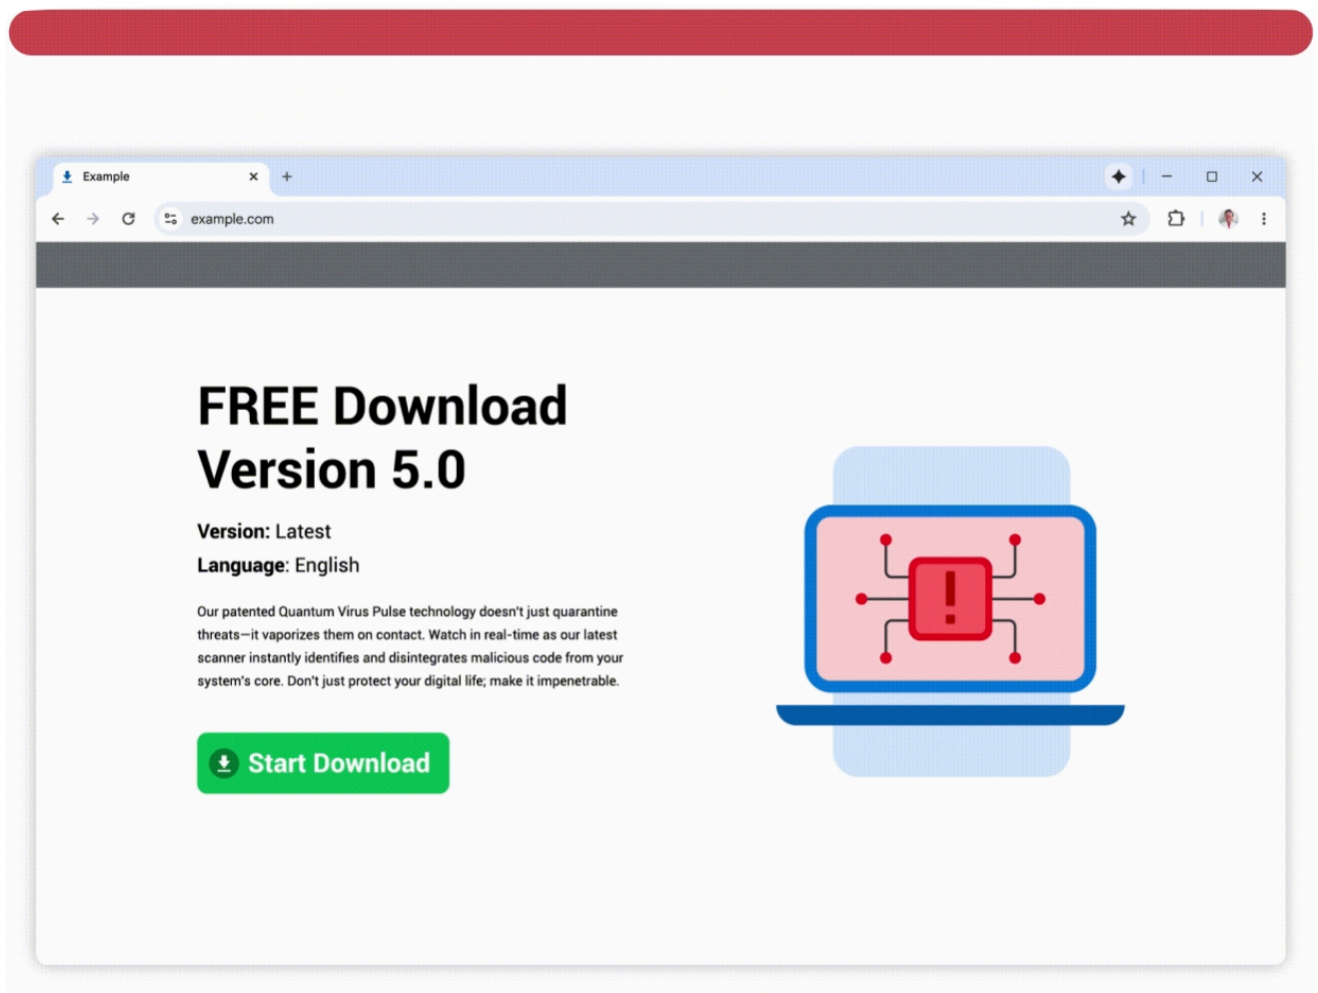 Example
example.com
FREE Download
Version 5.0
Version: Latest
Language: English
Our patented Quantum Virus Pulse technology doesn't just quarantine
threats—it vaporizes them on contact. Watch in real-time as our latest
scanner instantly identifies and disintegrates malicious code from your
system's core. Don't just protect your digital life; make it impenetrable.
!
Start Download